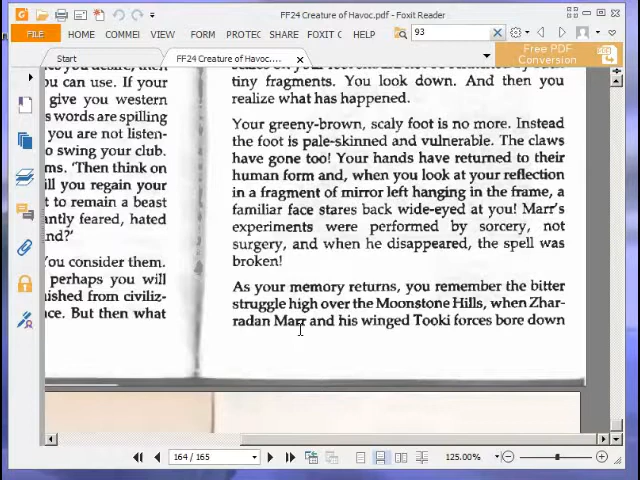 FF24 Creature of Havoc.pdf - Foxit Reader
FILE HOME COMMEN VIEW FORM PROTEC SHARE FOXIT C HELP 93
Start FF24 Creature of Havoc....
Free PDF
Conversion
ou can use. If your
give you western
s words are spilling
you are not listen-
o swing your club.
ms. 'Then think on
ill you regain your
t to remain a beast
antly feared, hated
nd?'
You consider them.
perhaps you will
ished from civiliz-
ce. But then what
tiny fragments. You look down. And then you
realize what has happened.
Your greeny-brown, scaly foot is no more. Instead
the foot is pale-skinned and vulnerable. The claws
have gone too! Your hands have returned to their
human form and, when you look at your reflection
in a fragment of mirror left hanging in the frame, a
familiar face stares back wide-eyed at you! Marr's
experiments were performed by sorcery, not
surgery, and when he disappeared, the spell was
broken!
As your memory returns, you remember the bitter
struggle high over the Moonstone Hills, when Zhar-
radan Marr and his winged Tooki forces bore down
164 / 165
125.00%